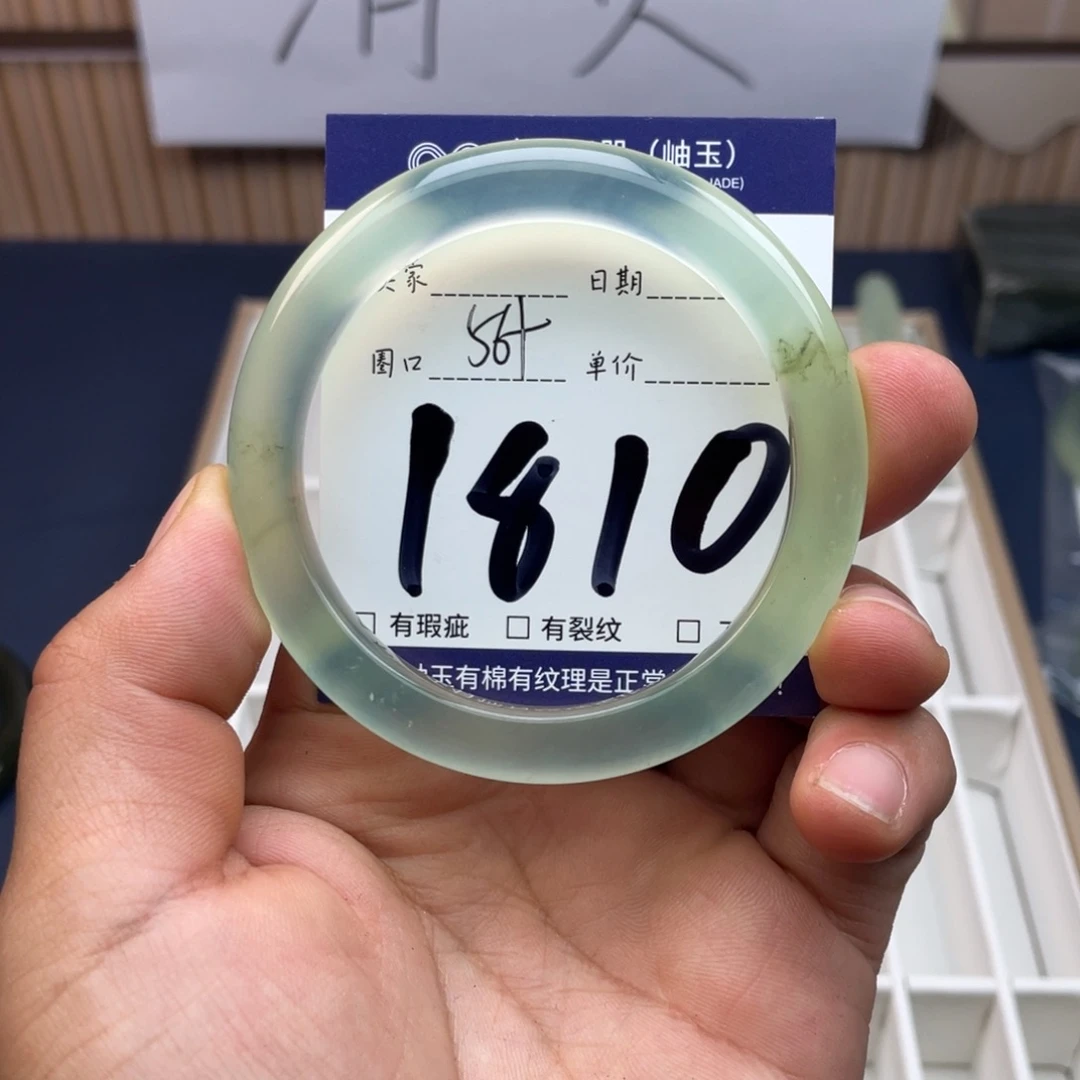 （岫玉）
JADE)
家 日期
圈口 56+ 单价
1810
□ 有瑕疵 □ 有裂纹 □
玉有棉有纹理是正常